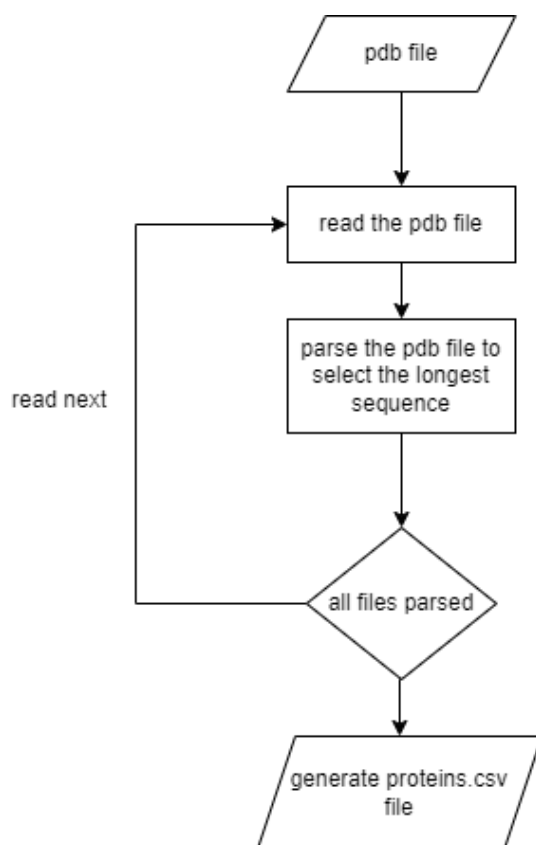 pdb file
read the pdb file
parse the pdb file to
select the longest
sequence
read next
all files parsed
generate proteins.csv
file